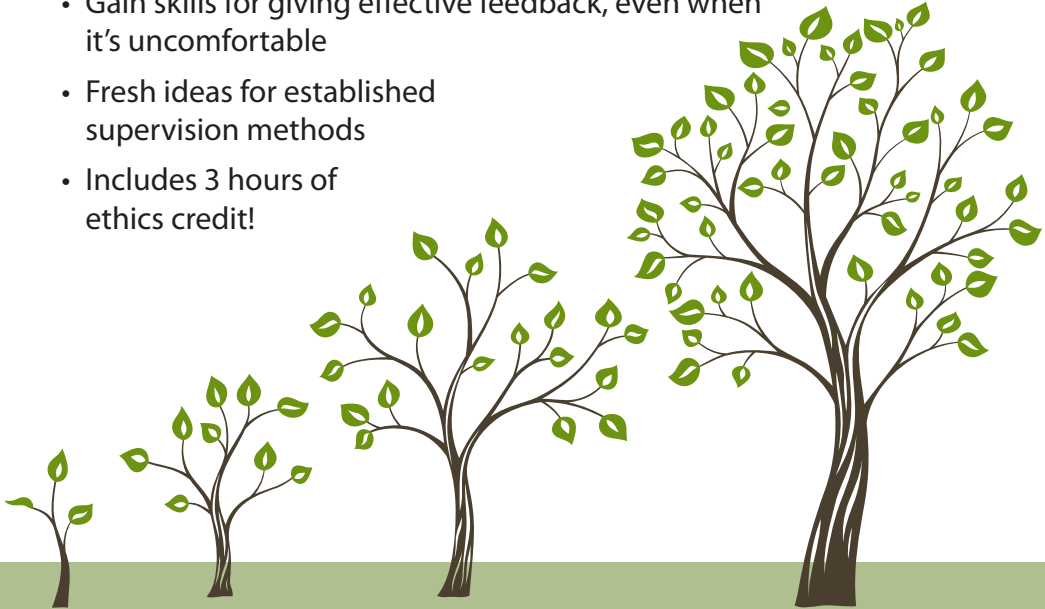 • Gain skills for giving effective feedback, even when
it's uncomfortable
• Fresh ideas for established
supervision methods
• Includes 3 hours of
ethics credit!